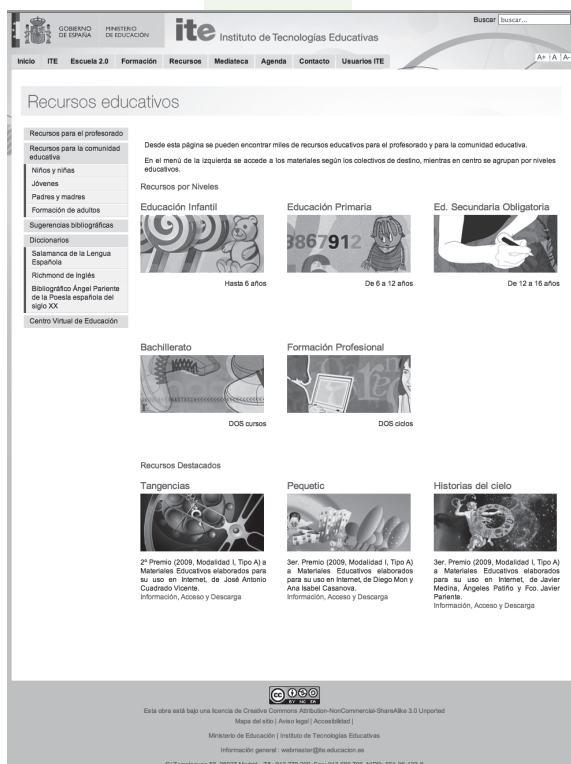 GOBIERNO DE ESPAÑA
MINISTERIO DE EDUCACIÓN
ite Instituto de Tecnologías Educativas
Buscar buscar...
Inicio ITE Escuela 2.0 Formación Recursos Mediateca Agenda Contacto Usuarios ITE
A+ | A | A-
Recursos educativos
Recursos para el profesorado
Recursos para la comunidad
educativa
Niños y niñas
Jóvenes
Padres y madres
Formación de adultos
Sugerencias bibliográficas
Diccionarios
Salamanca de la Lengua
Española
Richmond de Inglés
Bibliográfico Ángel Pariente
de la Poesía española del
siglo XX
Centro Virtual de Educación
Desde esta página se pueden encontrar miles de recursos educativos para el profesorado y para la comunidad educativa.
En el menú de la izquierda se accede a los materiales según los colectivos de destino, mientras en centro se agrupan por niveles
educativos.
Recursos por Niveles
Educación Infantil
Hasta 6 años
Educación Primaria
3867912
De 6 a 12 años
Ed. Secundaria Obligatoria
De 12 a 16 años
Bachillerato
DOS cursos
Formación Profesional
DOS ciclos
Recursos Destacados
Tangencias
2º Premio (2009, Modalidad I, Tipo A) a
Materiales Educativos elaborados para
su uso en Internet, de José Antonio
Cuadrado Vicente.
Información, Acceso y Descarga
Pequetic
3er. Premio (2009, Modalidad I, Tipo A)
a Materiales Educativos elaborados
para su uso en Internet, de Diego Mon y
Ana Isabel Casanova.
Información, Acceso y Descarga
Historias del cielo
3er. Premio (2009, Modalidad I, Tipo A)
a Materiales Educativos elaborados
para su uso en Internet, de Javier
Medina, Ángeles Patiño y Fco. Javier
Pariente.
Información, Acceso y Descarga
cc BY NC SA
Esta obra está bajo una licencia de Creative Commons Attribution-NonCommercial-ShareAlike 3.0 Unported
Mapa del sitio | Aviso legal | Accesibilidad |
Ministerio de Educación | Instituto de Tecnologías Educativas
Información general : webmaster@ite.educacion.es